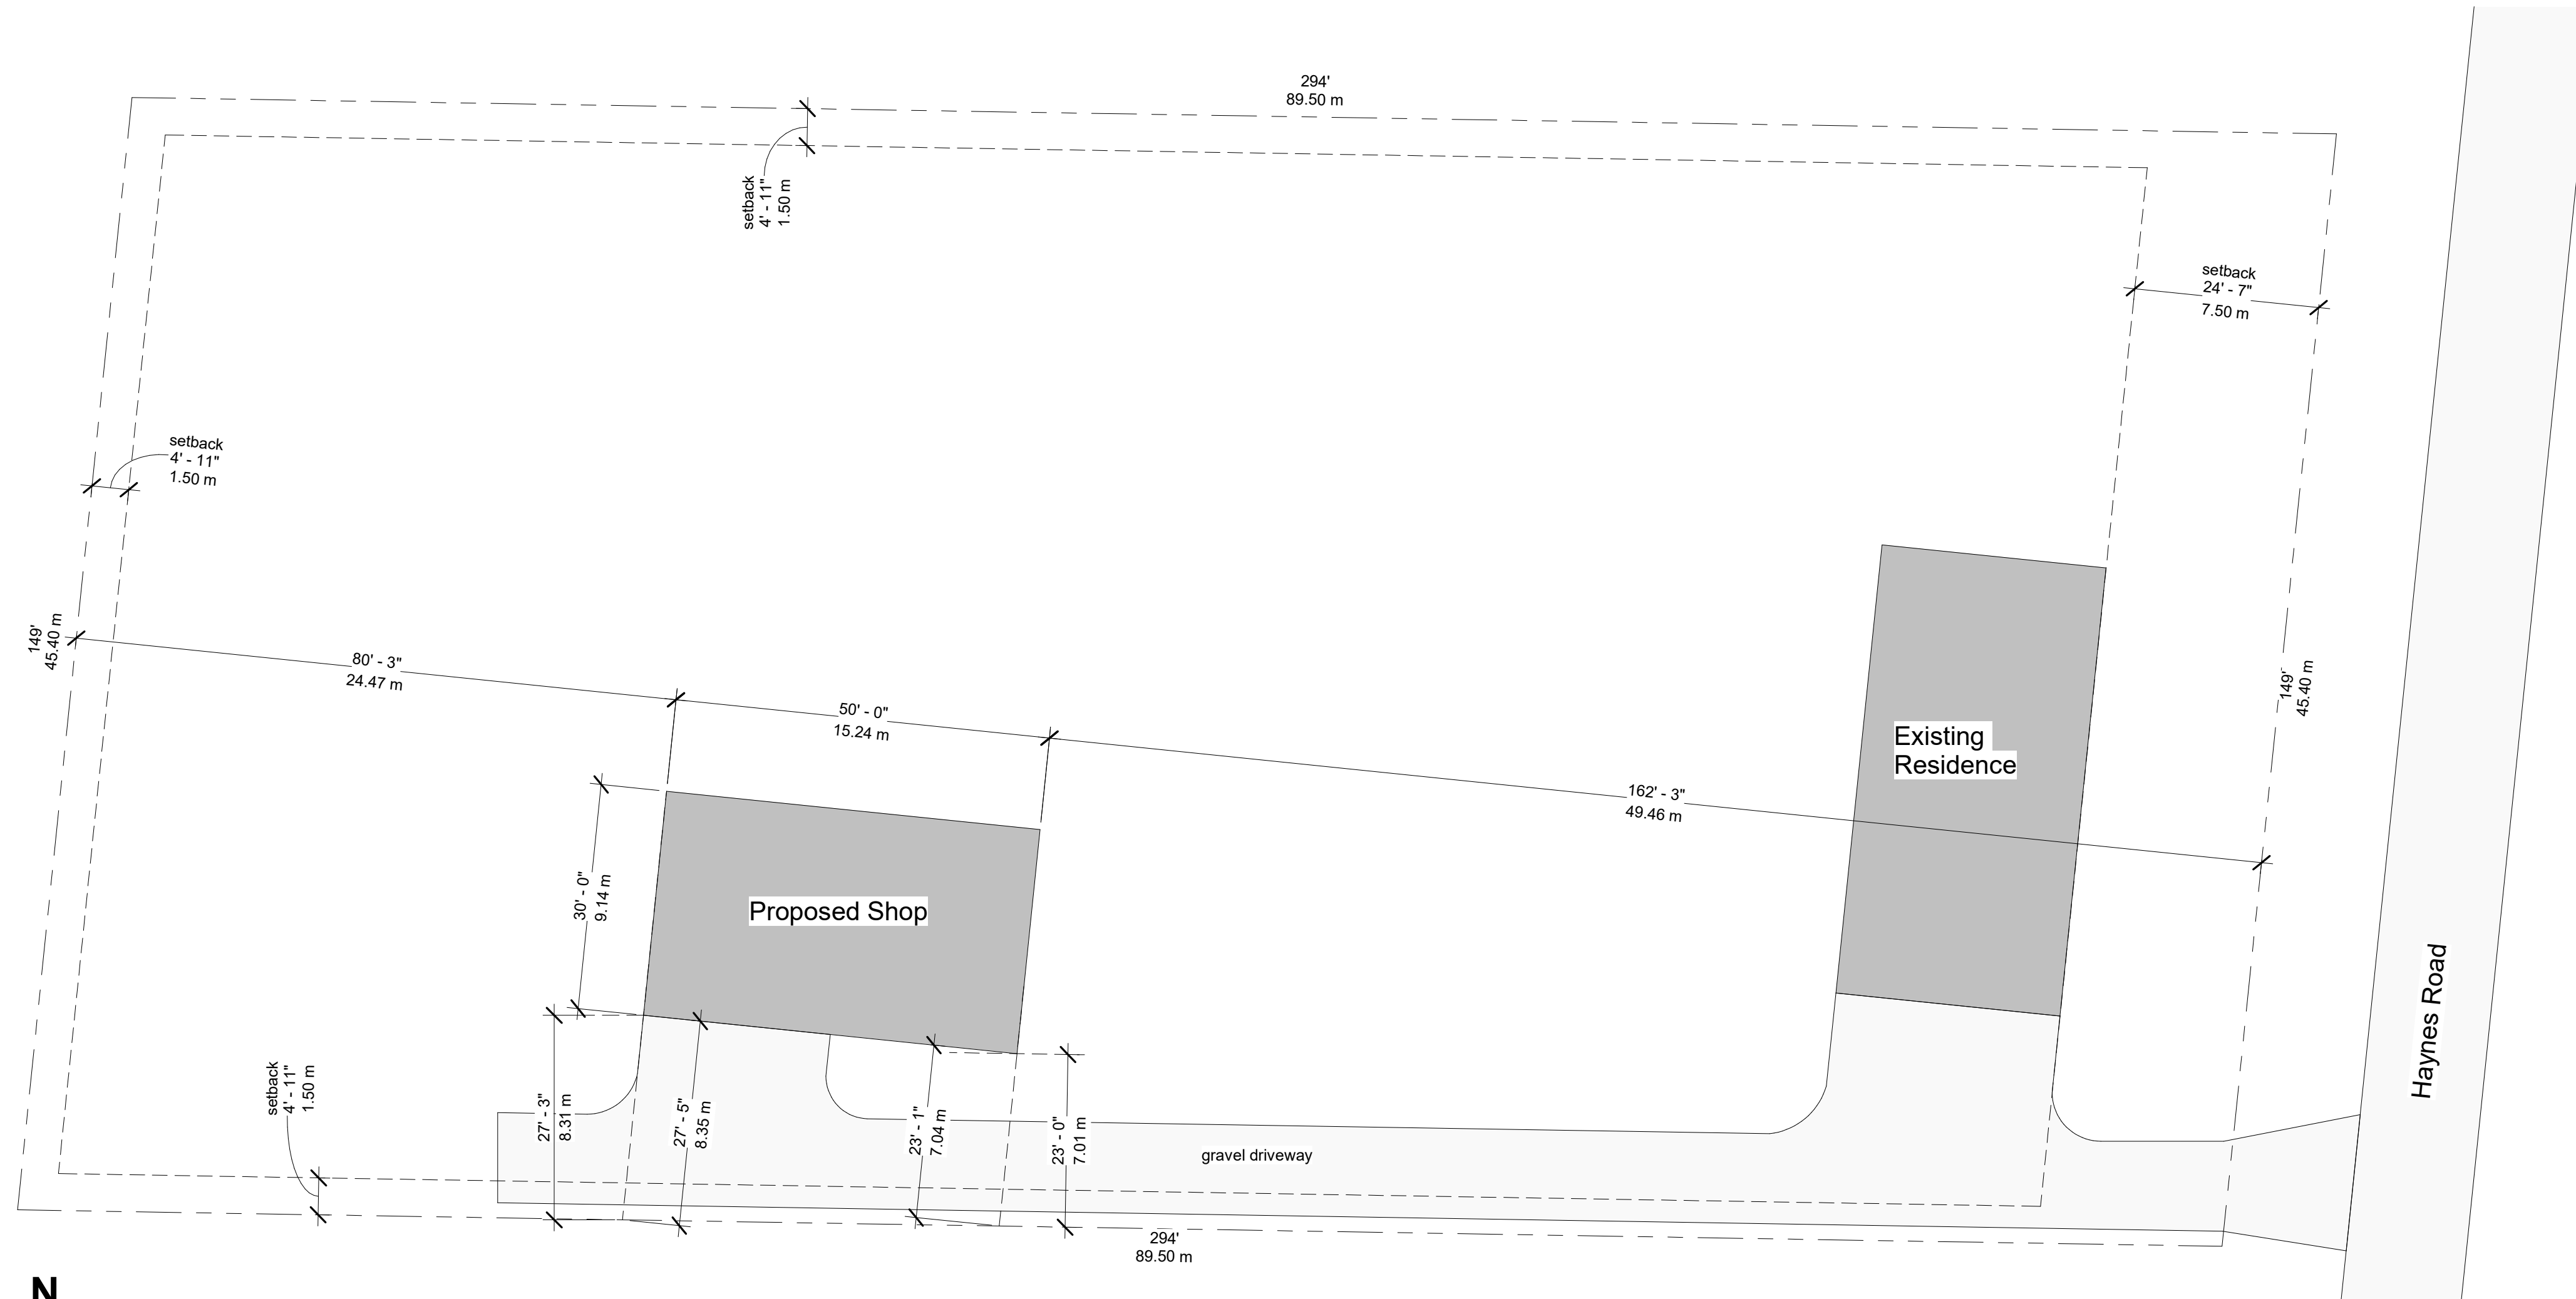 294'
89.50 m
setback
4' - 11"
1.50 m
setback
24' - 7"
7.50 m
setback
4' - 11"
1.50 m
149'
45.40 m
80' - 3"
24.47 m
50' - 0"
15.24 m
162' - 3"
49.46 m
Existing
Residence
149'
45.40 m
30' - 0"
9.14 m
Proposed Shop
Haynes Road
setback
4' - 11"
1.50 m
27' - 3"
8.31 m
27' - 5"
8.35 m
23' - 1"
7.04 m
23' - 0"
7.01 m
gravel driveway
294'
89.50 m
N